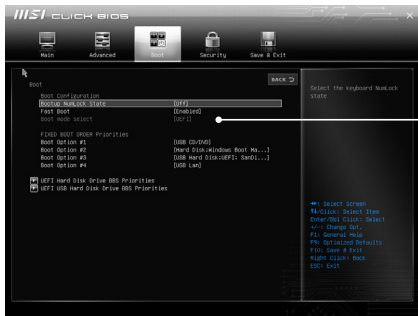 msi CLICK BIOS
Main
Advanced
Boot
Security
Save & Exit
BACK
Boot
Boot Configuration
Bootup NumLock State [Off]
Fast Boot [Enabled]
Boot mode select [UEFI]
FIXED BOOT ORDER Priorities
Boot Option #1 [USB CD/DVD]
Boot Option #2 [Hard Disk:Windows Boot Ma...]
Boot Option #3 [USB Hard Disk:UEFI: SanDi...]
Boot Option #4 [USB Lan]
UEFI Hard Disk Drive BBS Priorities
UEFI USB Hard Disk Drive BBS Priorities
Select the keyboard NumLock
state
↔: Select Screen
↑↓/Click: Select Item
Enter/Dbl Click: Select
+/-: Change Opt.
F1: General Help
F9: Optimized Defaults
F10: Save & Exit
Right Click: Back
ESC: Exit